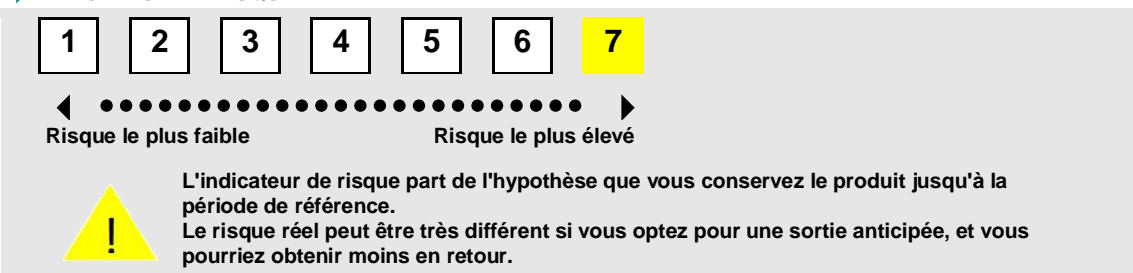 1 2 3 4 5 6 7
Risque le plus faible Risque le plus élevé
!
L'indicateur de risque part de l'hypothèse que vous conservez le produit jusqu'à la
période de référence.
Le risque réel peut être très différent si vous optez pour une sortie anticipée, et vous
pourriez obtenir moins en retour.